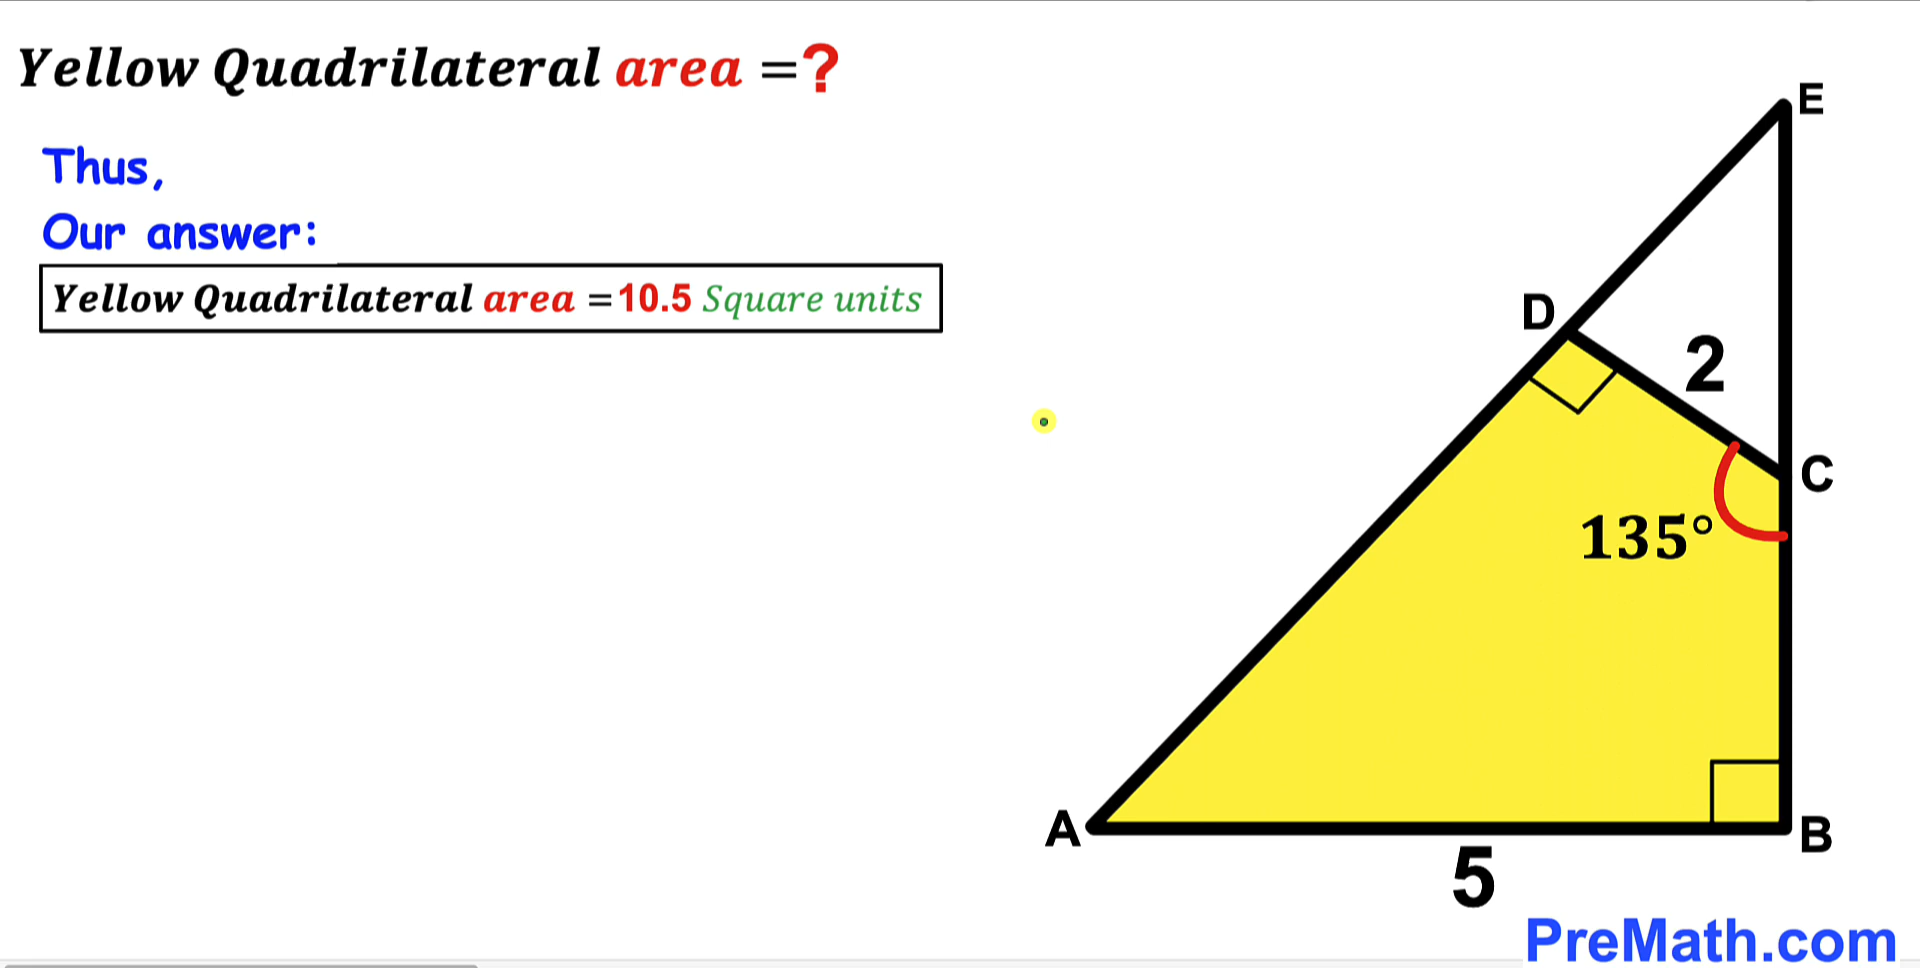 Yellow Quadrilateral area =?
Thus,
Our answer:
Yellow Quadrilateral area =10.5 Square units
E
D
2
C
135°
A
B
5
PreMath.com